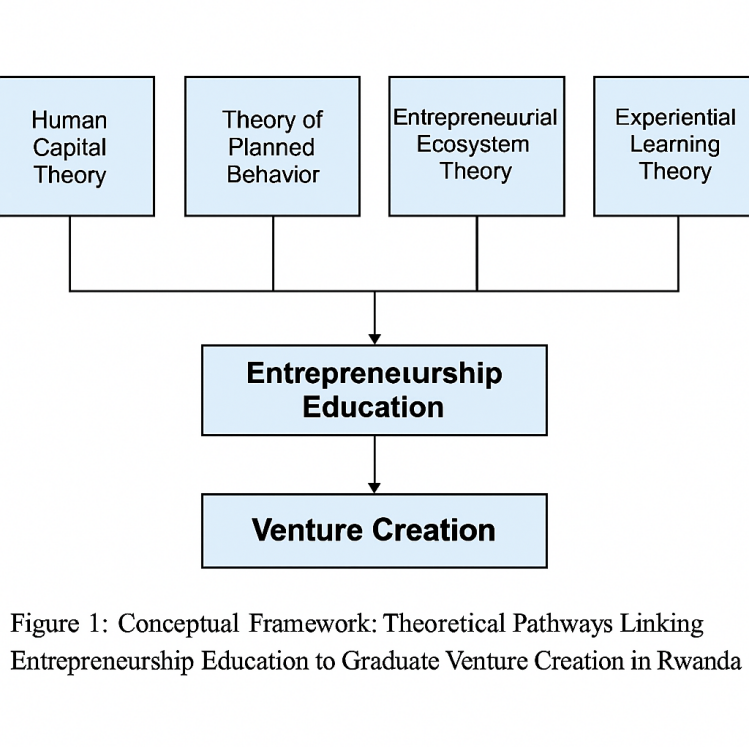 Human
Capital
Theory
Theory of
Planned
Behavior
Entrepreneuurial
Ecosystem
Theory
Experiential
Learning
Theory
Entrepreneıurship
Education
Venture Creation
Figure 1: Conceptual Framework: Theoretical Pathways Linking
Entrepreneurship Education to Graduate Venture Creation in Rwanda